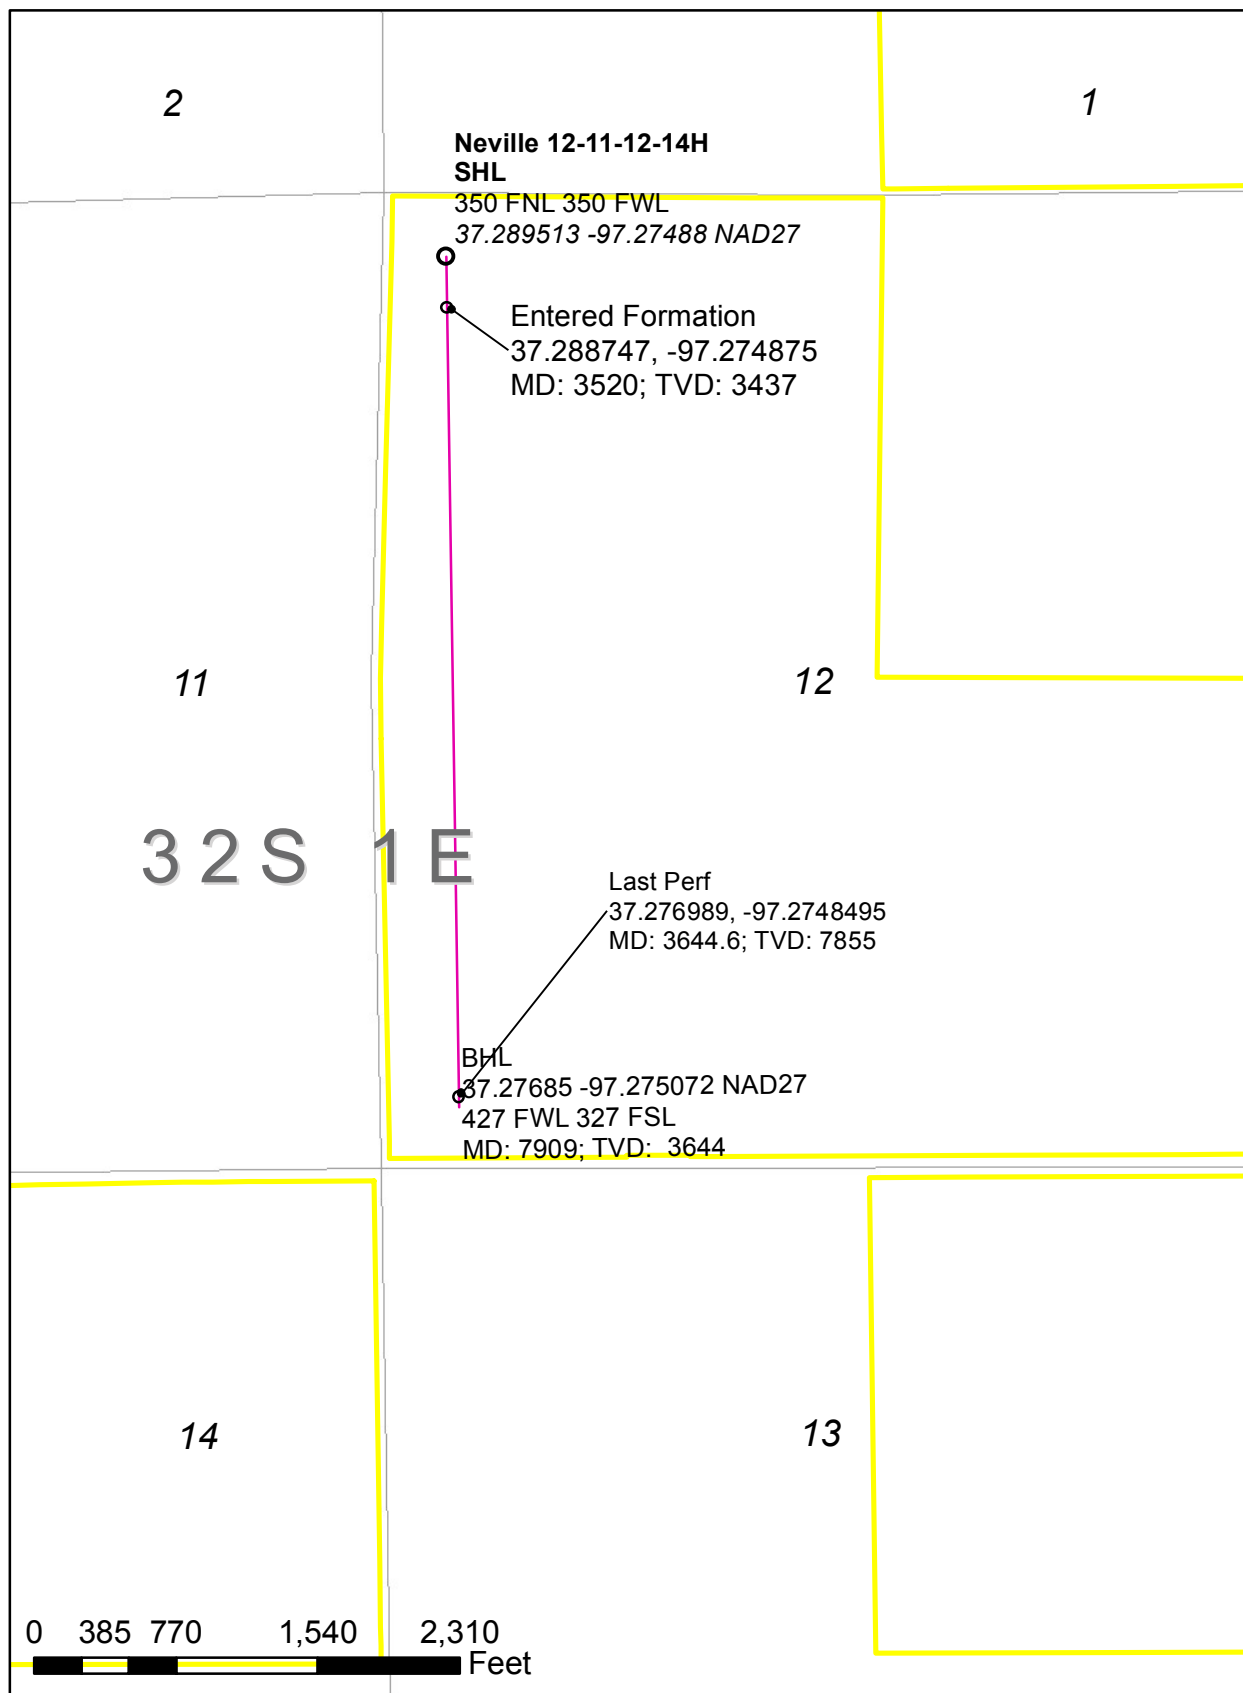 2
1
Neville 12-11-12-14H
SHL
350 FNL 350 FWL
37.289513 -97.27488 NAD27
Entered Formation
37.288747, -97.274875
MD: 3520; TVD: 3437
11
12
32S 1E
Last Perf
37.276989, -97.2748495
MD: 3644.6; TVD: 7855
BHL
37.27685 -97.275072 NAD27
427 FWL 327 FSL
MD: 7909; TVD: 3644
14
13
0 385 770 1,540 2,310
Feet